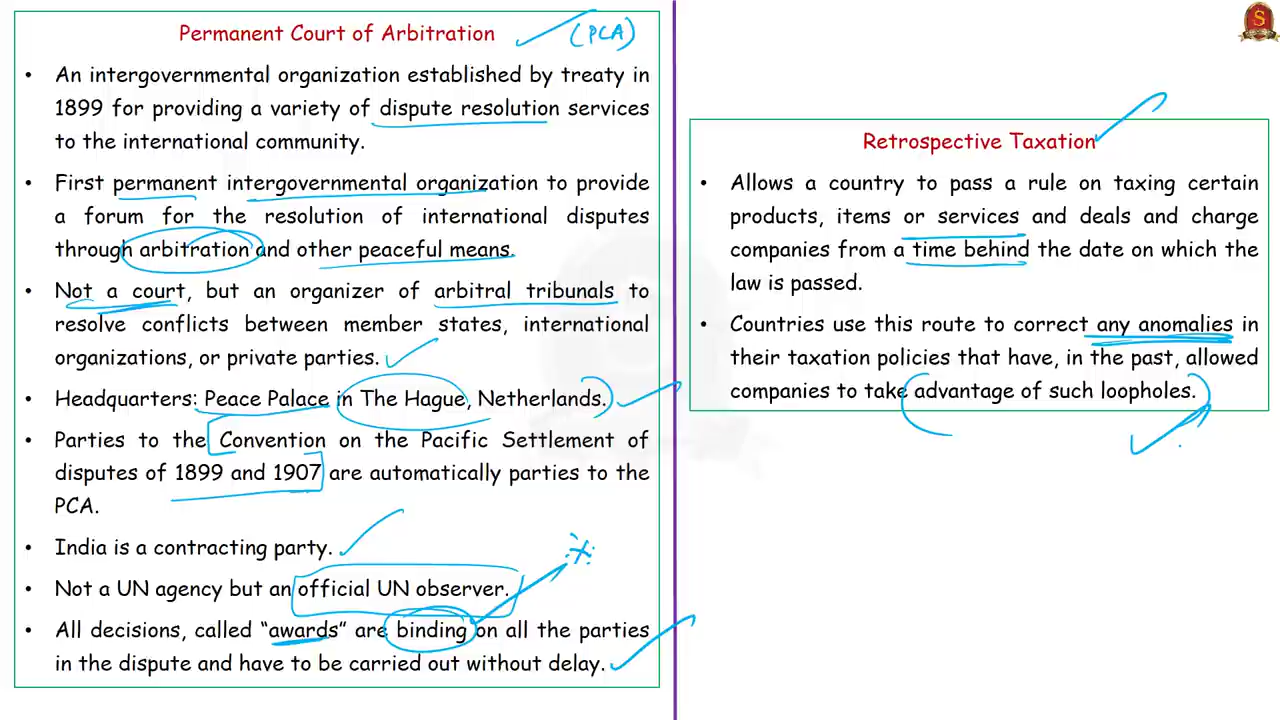 Permanent Court of Arbitration (PCA)
• An intergovernmental organization established by treaty in
1899 for providing a variety of dispute resolution services
to the international community.
• First permanent intergovernmental organization to provide
a forum for the resolution of international disputes
through arbitration and other peaceful means.
• Not a court, but an organizer of arbitral tribunals to
resolve conflicts between member states, international
organizations, or private parties.
• Headquarters: Peace Palace in The Hague, Netherlands.
• Parties to the Convention on the Pacific Settlement of
disputes of 1899 and 1907 are automatically parties to the
PCA.
• India is a contracting party.
• Not a UN agency but an official UN observer.
• All decisions, called “awards” are binding on all the parties
in the dispute and have to be carried out without delay.
Retrospective Taxation
• Allows a country to pass a rule on taxing certain
products, items or services and deals and charge
companies from a time behind the date on which the
law is passed.
• Countries use this route to correct any anomalies in
their taxation policies that have, in the past, allowed
companies to take advantage of such loopholes.
S